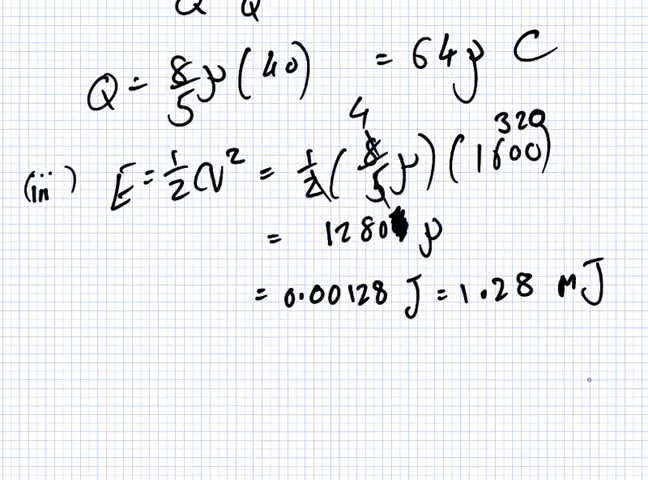 Q Q
Q = 8/5 μ (40) = 64μ C
(iii) E = 1/2 CV² = 1/2 (8/5 μ) (1600) 4 320
= 1280 μ
= 0.00128 J = 1.28 mJ